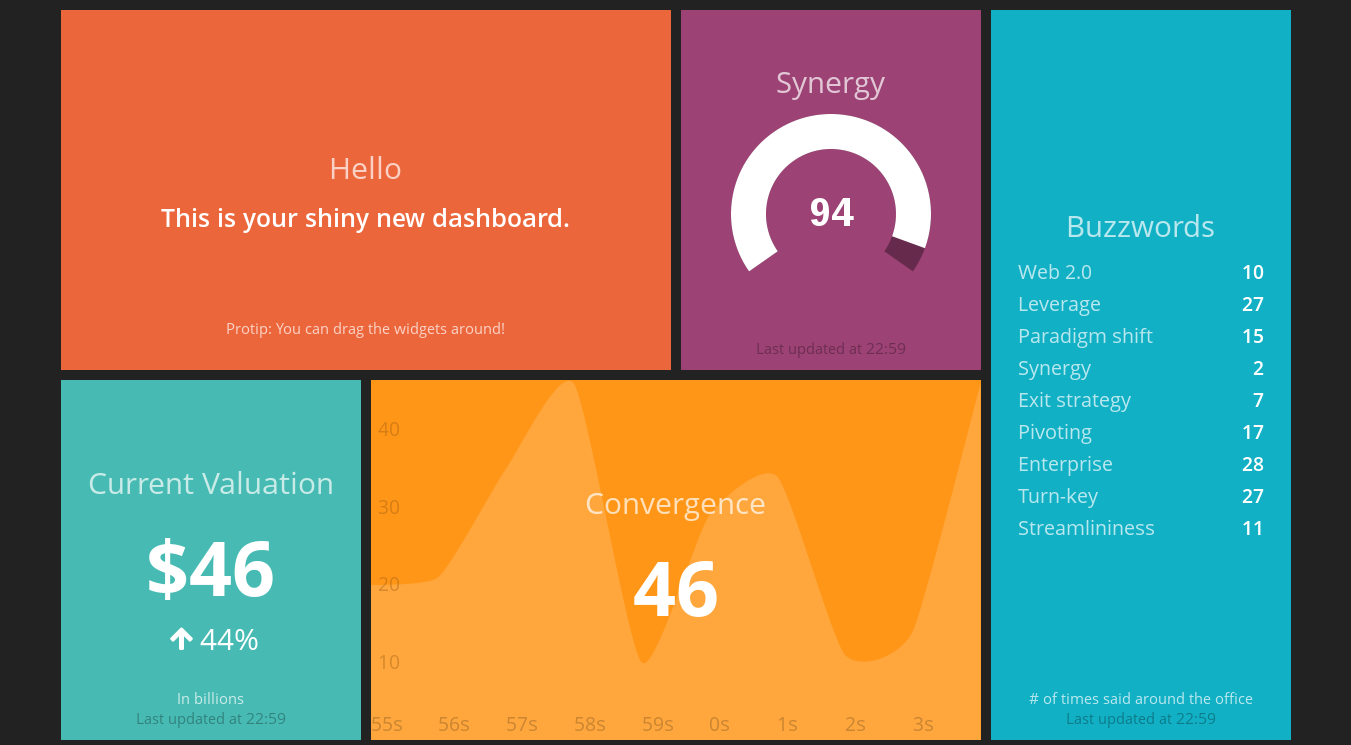 Hello
This is your shiny new dashboard.
Protip: You can drag the widgets around!
Synergy
94
Last updated at 22:59
Buzzwords
Web 2.0 10
Leverage 27
Paradigm shift 15
Synergy 2
Exit strategy 7
Pivoting 17
Enterprise 28
Turn-key 27
Streamlininess 11
# of times said around the office
Last updated at 22:59
Current Valuation
$46
44%
In billions
Last updated at 22:59
Convergence
46
40
30
20
10
55s 56s 57s 58s 59s 0s 1s 2s 3s